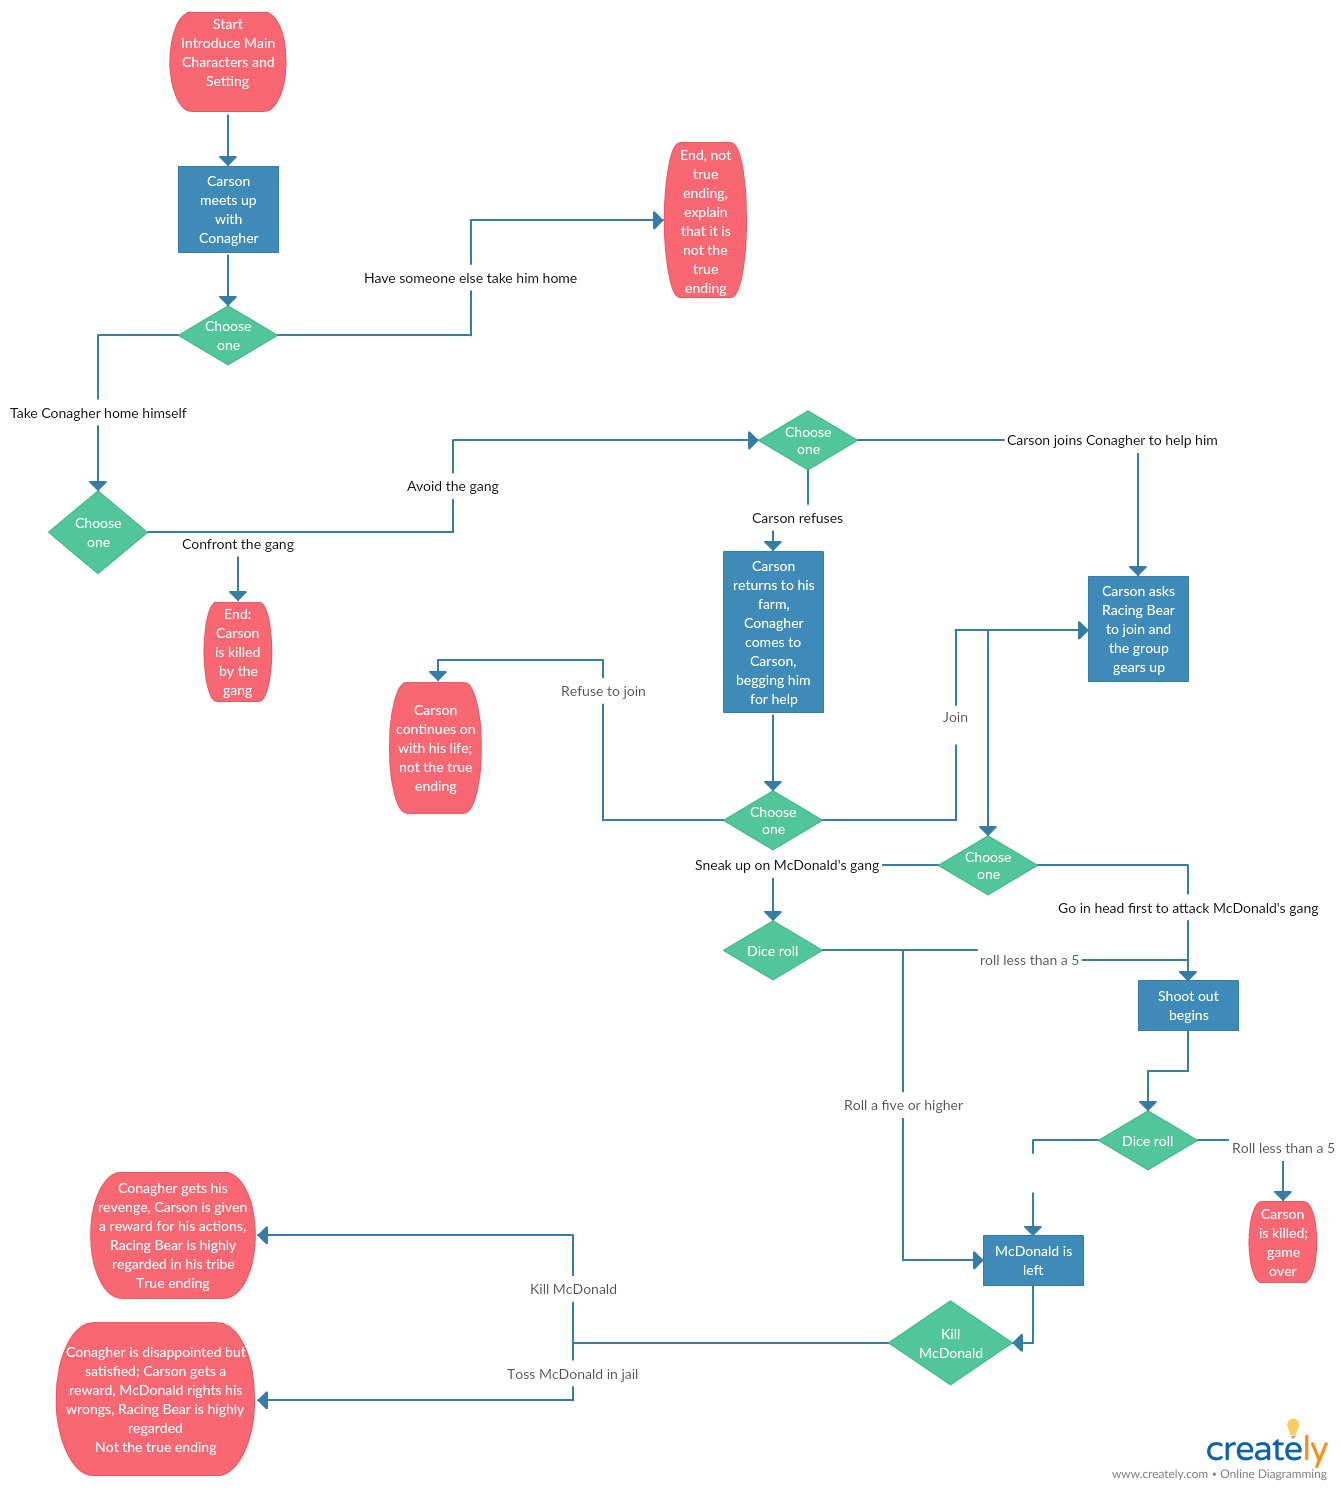 Start
Introduce Main
Characters and
Setting
Carson
meets up
with
Conagher
End, not
true
ending,
explain
that it is
not the
true
ending
Have someone else take him home
Choose
one
Take Conagher home himself
Choose
one
Carson joins Conagher to help him
Avoid the gang
Choose
one
Confront the gang
Carson refuses
End:
Carson
is killed
by the
gang
Carson
returns to his
farm,
Conagher
comes to
Carson,
begging him
for help
Carson asks
Racing Bear
to join and
the group
gears up
Refuse to join
Carson
continues on
with his life;
not the true
ending
Join
Choose
one
Sneak up on McDonald's gang
Choose
one
Go in head first to attack McDonald's gang
Dice roll
roll less than a 5
Shoot out
begins
Roll a five or higher
Dice roll
Roll less than a 5
Carson
is killed;
game
over
Conagher gets his
revenge, Carson is given
a reward for his actions,
Racing Bear is highly
regarded in his tribe
True ending
McDonald is
left
Kill McDonald
Kill
McDonald
Toss McDonald in jail
Conagher is disappointed but
satisfied; Carson gets a
reward, McDonald rights his
wrongs, Racing Bear is highly
regarded
Not the true ending
creately
www.creately.com • Online Diagramming